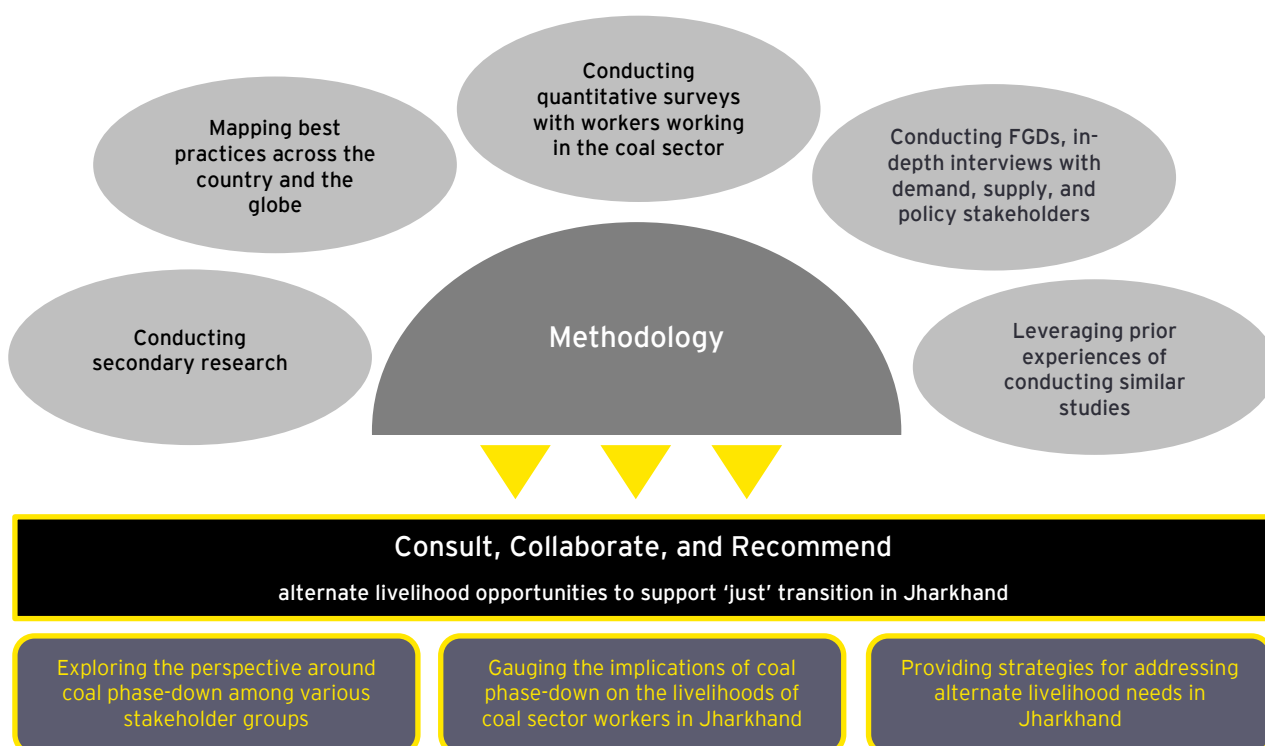 Conducting
quantitative surveys
with workers working
in the coal sector
Mapping best
practices across the
country and the
globe
Conducting FGDs, in-
depth interviews with
demand, supply, and
policy stakeholders
Conducting
secondary research
Methodology
Leveraging prior
experiences of
conducting similar
studies
Consult, Collaborate, and Recommend
alternate livelihood opportunities to support ‘just’ transition in Jharkhand
Exploring the perspective around
coal phase-down among various
stakeholder groups
Gauging the implications of coal
phase-down on the livelihoods of
coal sector workers in Jharkhand
Providing strategies for addressing
alternate livelihood needs in
Jharkhand